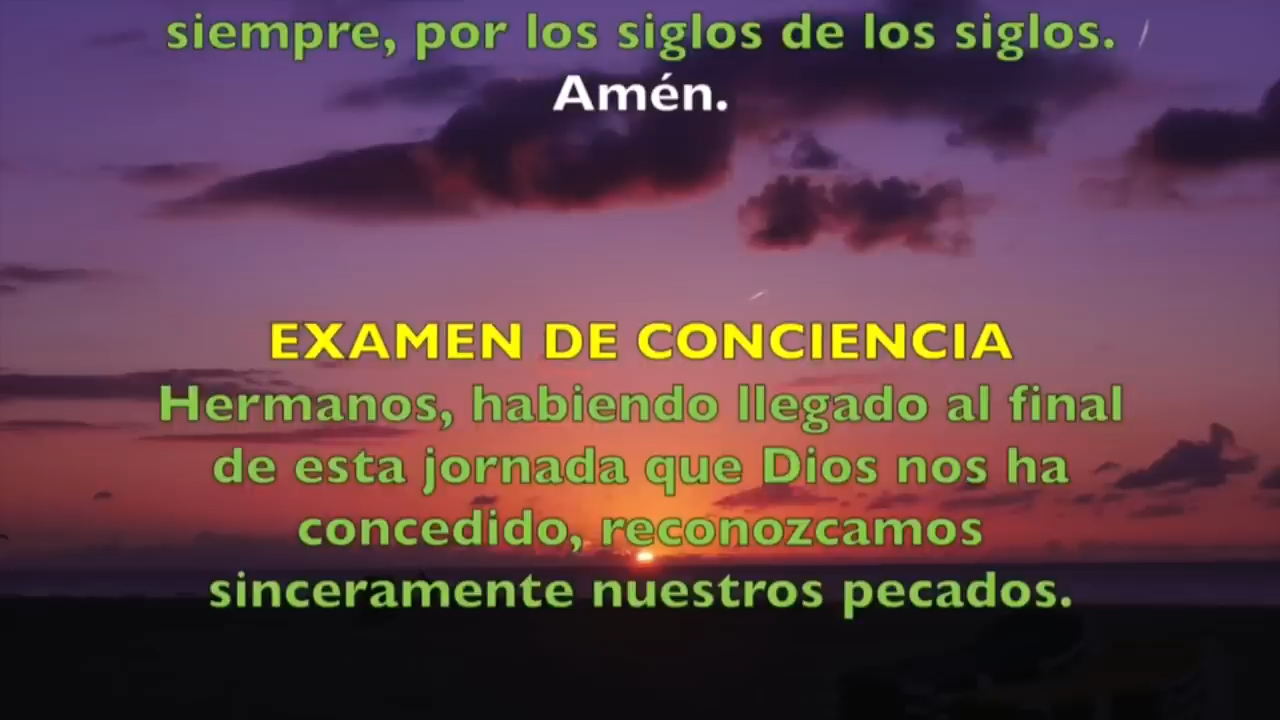 siempre, por los siglos de los siglos.
Amén.
EXAMEN DE CONCIENCIA
Hermanos, habiendo llegado al final
de esta jornada que Dios nos ha
concedido, reconozcamos
sinceramente nuestros pecados.